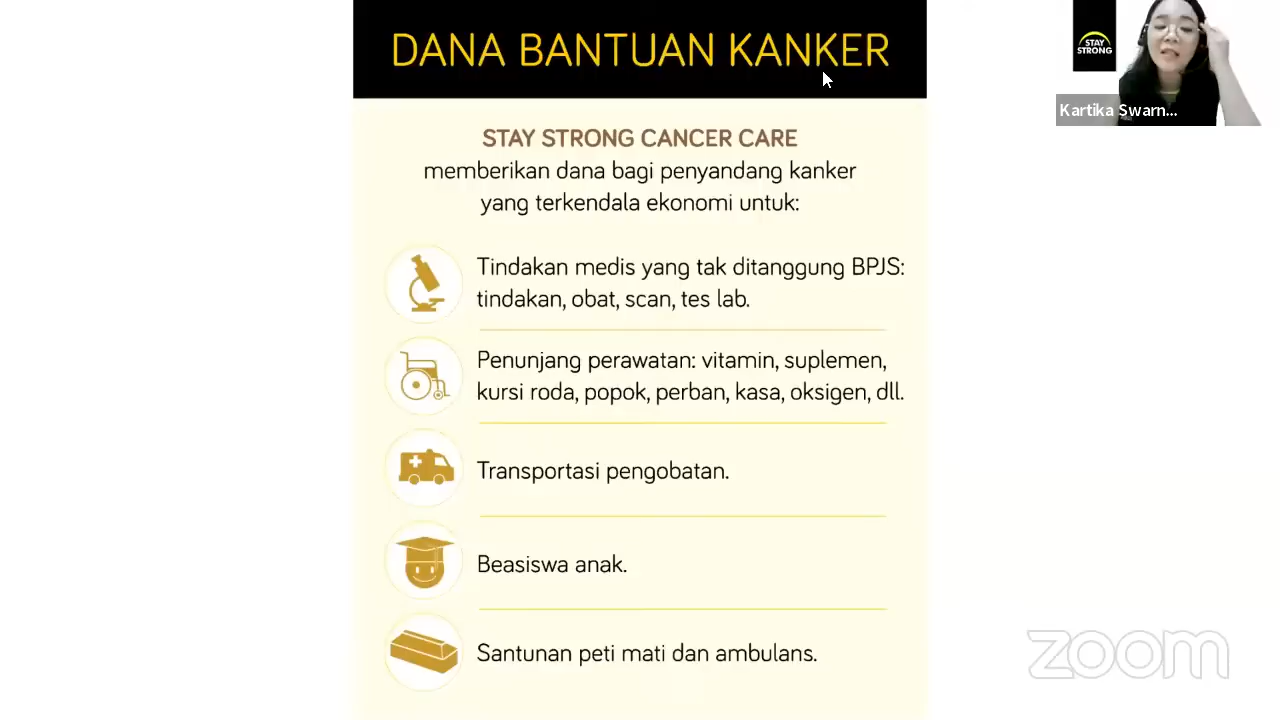 DANA BANTUAN KANKER
STAY STRONG CANCER CARE
memberikan dana bagi penyandang kanker
yang terkendala ekonomi untuk:
Tindakan medis yang tak ditanggung BPJS:
tindakan, obat, scan, tes lab.
Penunjang perawatan: vitamin, suplemen,
kursi roda, popok, perban, kasa, oksigen, dll.
Transportasi pengobatan.
Beasiswa anak.
Santunan peti mati dan ambulans.
STAY
STRONG
Kartika Swarn...
zoom